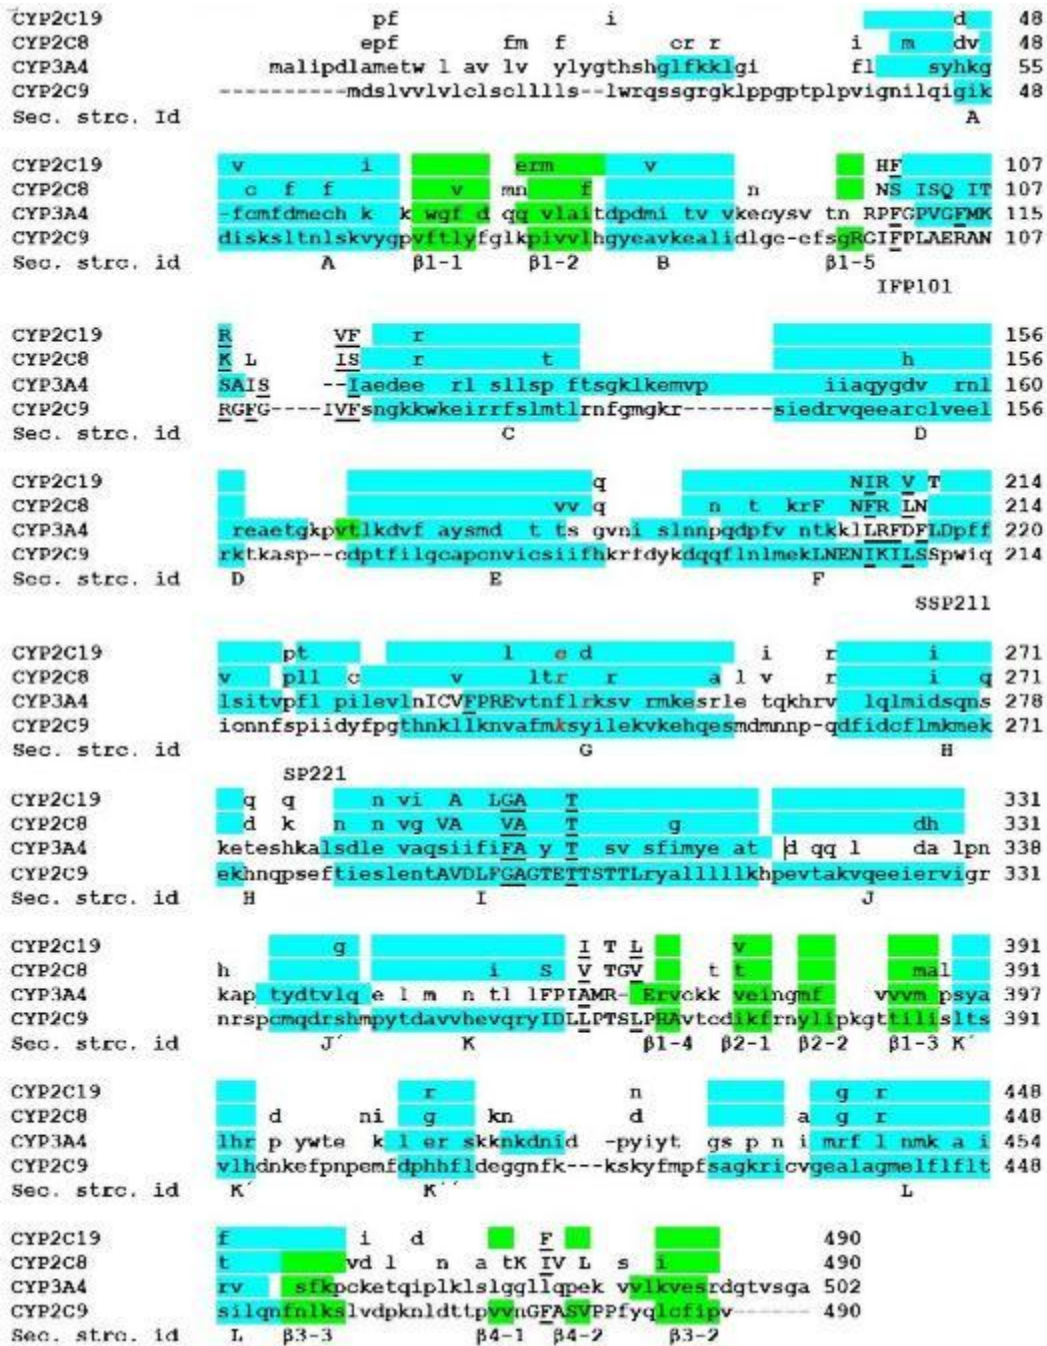 CYP2C19 pf i d 48
CYP2C8 epf fm f cr r i m dv 48
CYP3A4 malipdlametw l av lv ylygthshglfkklgi fl syhkg 55
CYP2C9 ----------mdslvvlvlclscllllls--lwrqssgrgklppgptplpvignilqigik 48
Sec. strc. Id A
CYP2C19 v i erm v HF 107
CYP2C8 c f f v mn f n NS ISQ IT 107
CYP3A4 -fcmfdmech k k wgf d qq vlaitdpdmi tv v kecysv tn RPFGPVGFMK 115
CYP2C9 disksltnlskvygpvftlyfglkpivvlhgyeavkealidlgc-efsgRGIFPLAERAN 107
Sec. strc. id A β1-1 β1-2 B β1-5
IFP101
CYP2C19 R VF r 156
CYP2C8 K L IS r t h 156
CYP3A4 SAIS --Iaedee rl sllsp ftsgklkemvp iiaqygdv rnl 160
CYP2C9 RGFG----IVFsngkkwkeirrfslmtlrnfgmgkr-------siedrvqeearclveel 156
Sec. strc. id C D
CYP2C19 q NIR V T 214
CYP2C8 vv q n t krF NFR LN 214
CYP3A4 reaetgkpvtlkdvf aysmd t ts gvni slnnpqdpfv ntkklLRFDFLDpff 220
CYP2C9 rktkasp--cdptfilgcapcnvicsiifhkrfdykdqqflnlmekLNENIKILSSpwiq 214
Sec. strc. id D E F
SSP211
CYP2C19 pt l e d i r i 271
CYP2C8 v pll c v ltr r a l v r i q 271
CYP3A4 lsitvpfl pilevlnICVFPREvtnflrksv rmkesrle tqkhrv lqlmidsqns 278
CYP2C9 icnnfspiidyfpgthnkllknvafmksyilekvkehqesmdmnnp-qdfidcflmkmek 271
Sec. strc. id G H
SP221
CYP2C19 q q n vi A LGA T 331
CYP2C8 d k n n vg VA VA T g dh 331
CYP3A4 keteshkalsdle vaqsiifiFA y T sv sfimye at d qq l da lpn 338
CYP2C9 ekhnqpseftieslentAVDLFGAGTETTSTTLryalllllkhpevtakvqeeiervigr 331
Sec. strc. id H I J
CYP2C19 g I T L v 391
CYP2C8 h i S V TGV t t mal 391
CYP3A4 kap tydtvlq e l m n tl lFPIAMR- Ervckk veingmf vvvm psya 397
CYP2C9 nrspcmqdrshmpytdavvhevqryIDLLPTSLPHAvtcdikfrnylipkgttilislts 391
Sec. strc. id J´ K β1-4 β2-1 β2-2 β1-3 K´
CYP2C19 r n g r 448
CYP2C8 d ni g kn d a g r 448
CYP3A4 lhr p ywte k l er skknkdnid -pyiyt gs p n i mrf l nmk a i 454
CYP2C9 vlhdnkefpnpemfdphhfldeggnfk---kskyfmpfsagkricvgealagmelflflt 448
Sec. strc. id K´ K´´ L
CYP2C19 f i d F 490
CYP2C8 t vd l n a tK IV L s i 490
CYP3A4 rv sfkpcketqiplklslggllqpek vvlkvesrdgtvsga 502
CYP2C9 silqnfnlkslvdpknldttpvvnGFASVPPfyqlcfipv------ 490
Sec. strc. id L β3-3 β4-1 β4-2 β3-2